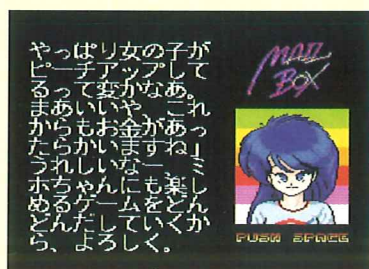 やっぱり女の子が
ピーチアップして
るって変かなあ。
まあいいや、これ
からもお金があっ
たらかいますね」
うれしいなー ミ
ホちゃんにも楽し
めるゲームをどん
どんだしていくか
ら、よろしく。
MAIL
BOX
PUSH SPACE